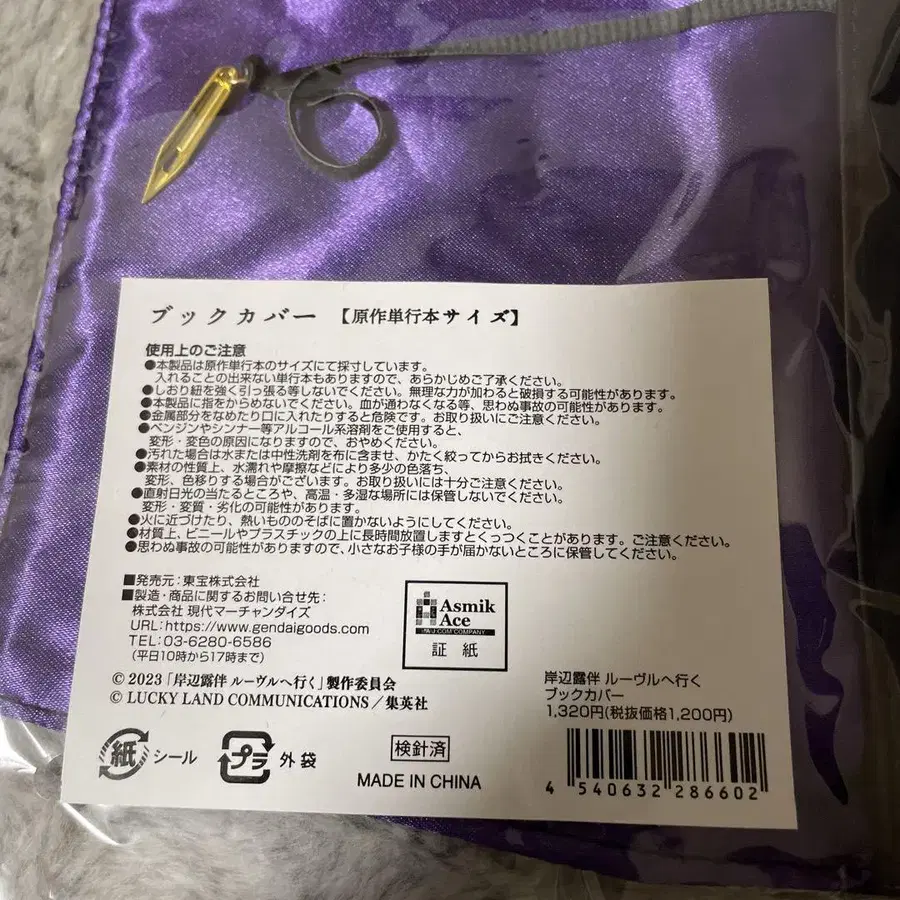 ブックカバー【原作単行本サイズ】
使用上のご注意
●本製品は原作単行本のサイズにて採寸しています。
入れることの出来ない単行本もありますので、あらかじめご了承ください。
●しおり紐を強く引っ張る等しないでください。無理な力が加わると破損する可能性があります。
●本製品に指をからめないでください。血が通わなくなる等、思わぬ事故の可能性があります。
●金属部分をなめたり口に入れたりすると危険です。お取り扱いにご注意ください。
●ベンジンやシンナー等アルコール系溶剤をご使用すると、
変形・変色の原因になりますので、おやめください。
●汚れた場合は水または中性洗剤を布に含ませ、かたく絞ってからお拭きください。
●素材の性質上、水濡れや摩擦などにより多少の色落ち、
変形、色移りする場合がございます。お取り扱いには十分ご注意ください。
●直射日光の当たるところや、高温・多湿な場所には保管しないでください。
変形・変質・劣化の可能性があります。
●火に近づけたり、熱いもののそばに置かないようにしてください。
●材質上、ビニールやプラスチックの上に長時間放置しますとくっつくことがあります。ご注意ください。
●思わぬ事故の可能性がありますので、小さなお子様の手が届かないところに保管してください。
■発売元：東宝株式会社
■製造・商品に関するお問い合せ先：
株式会社 現代マーチャンダイズ
URL:https://www.gendaigoods.com
TEL:03-6280-6586
(平日10時から17時まで)
Asmik
Ace
A J:COM COMPANY
証紙
© 2023「岸辺露伴 ルーヴルへ行く」製作委員会
© LUCKY LAND COMMUNICATIONS／集英社
岸辺露伴 ルーヴルへ行く
ブックカバー
1,320円(税抜価格1,200円)
紙 シール
プラ 外袋
検針済
MADE IN CHINA
4 540632 286602